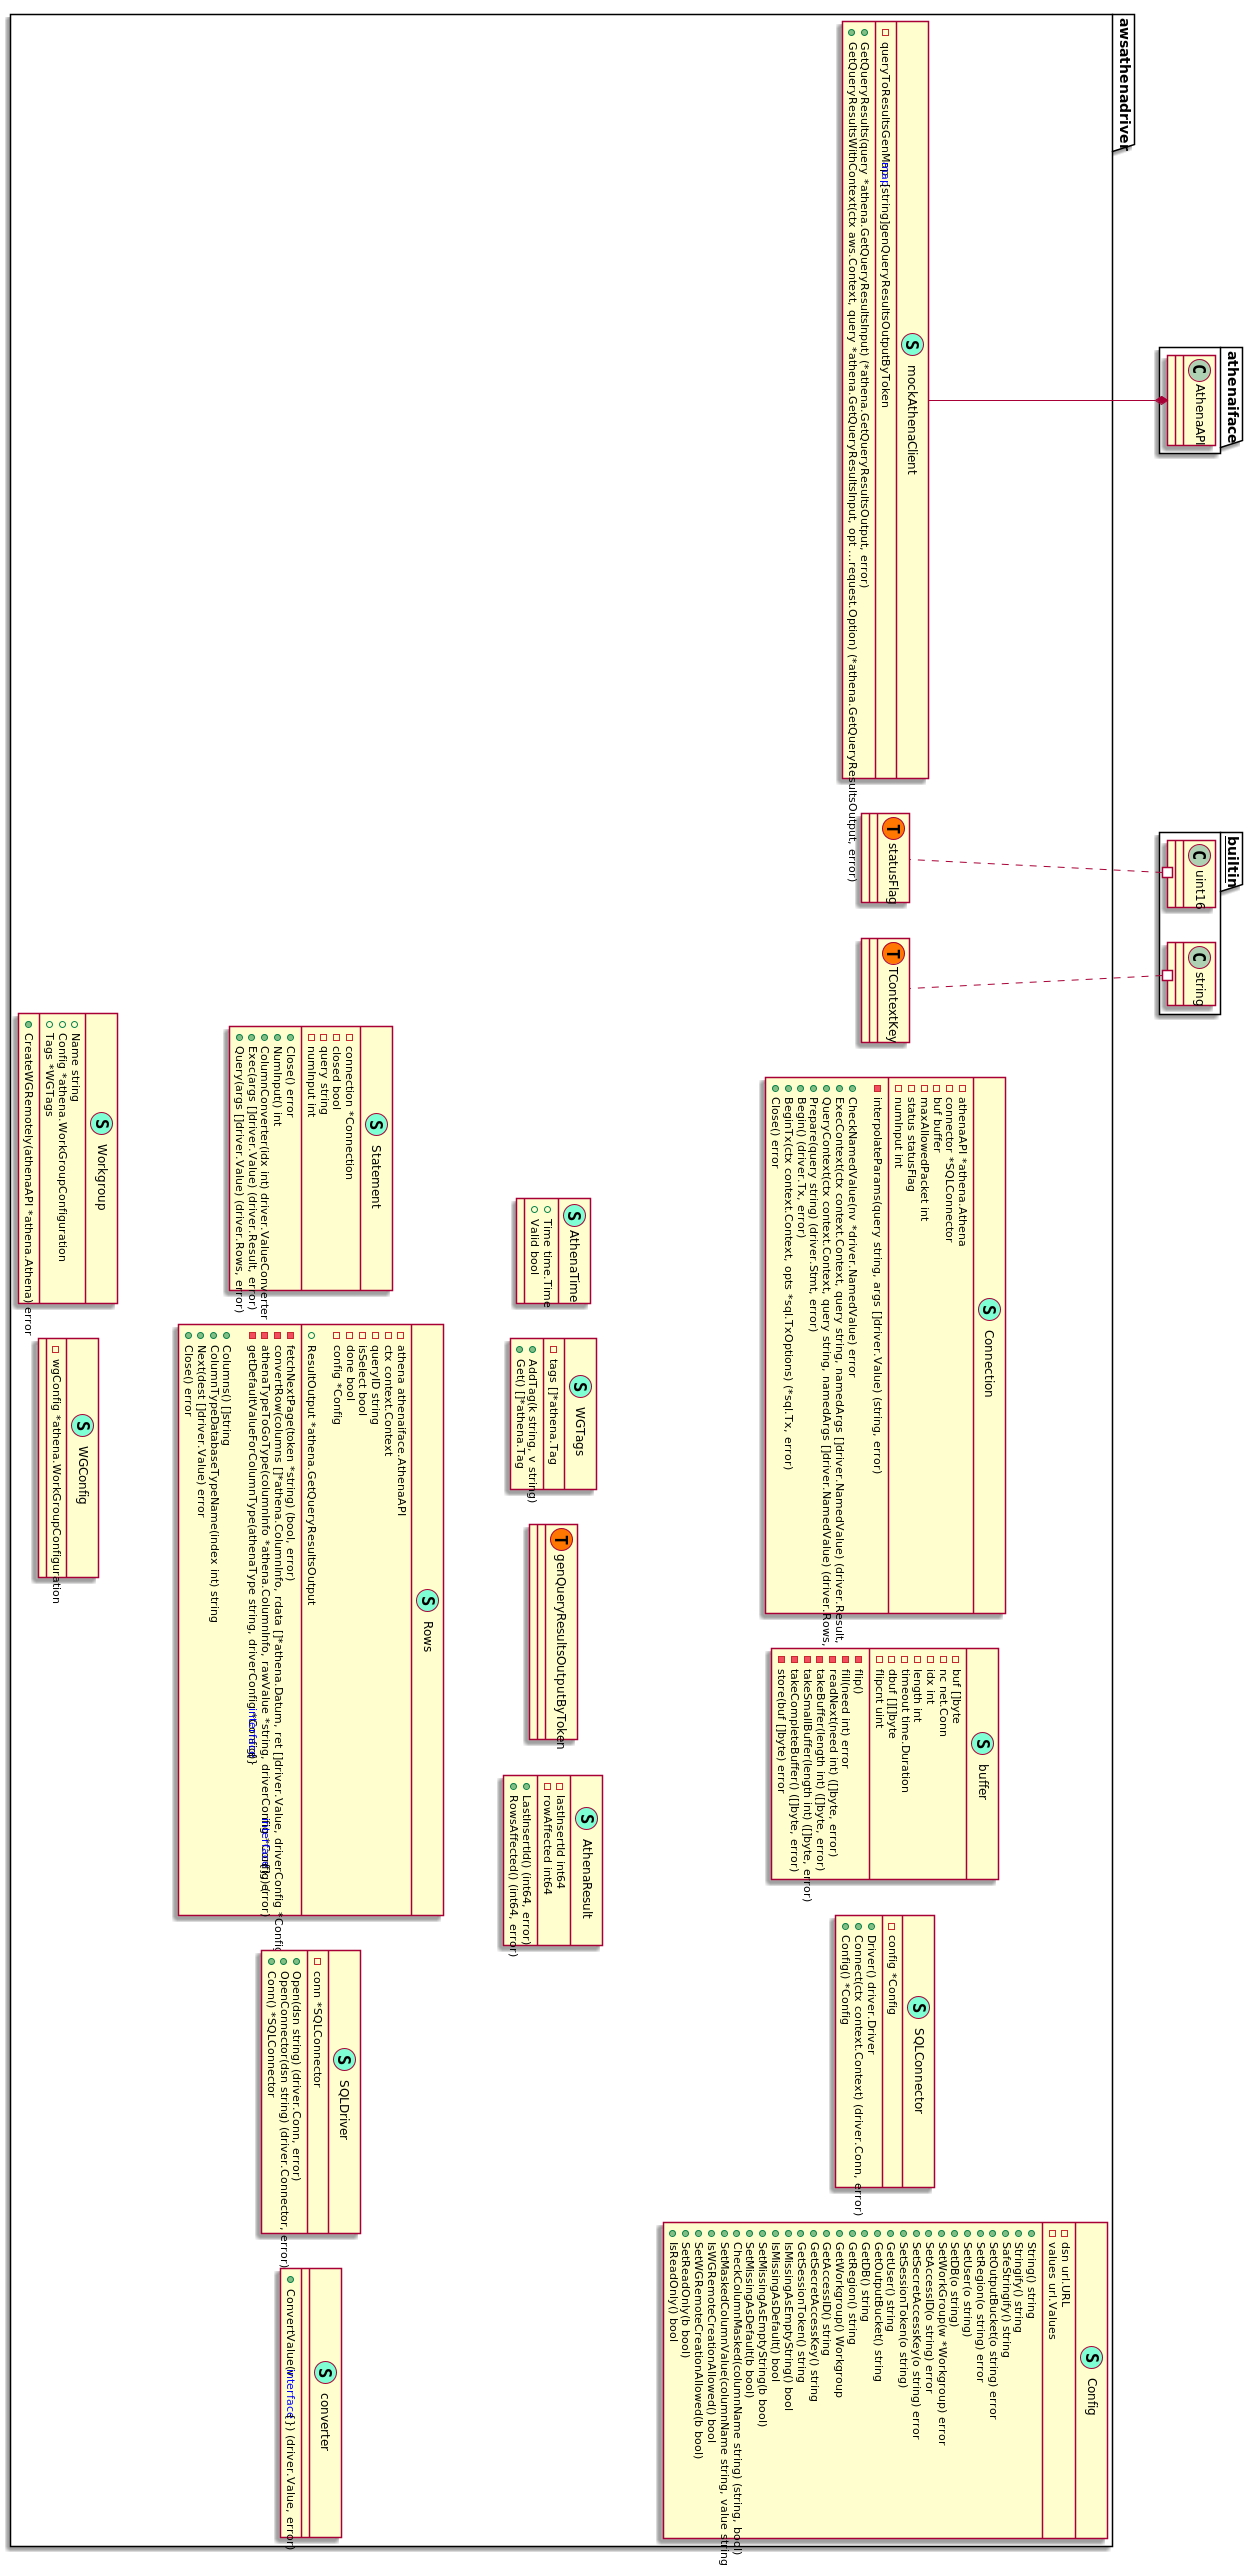 athenaiface
AthenaAPI
builtin
uint16
string
awsathenadriver
mockAthenaClient
queryToResultsGenMap map[string]genQueryResultsOutputByToken
GetQueryResults(query *athena.GetQueryResultsInput) (*athena.GetQueryResultsOutput, error)
GetQueryResultsWithContext(ctx aws.Context, query *athena.GetQueryResultsInput, opt ...request.Option) (*athena.GetQueryResultsOutput, error)
statusFlag
TContextKey
Connection
athenaAPI *athena.Athena
connector *SQLConnector
buf buffer
maxAllowedPacket int
status statusFlag
numInput int
interpolateParams(query string, args []driver.Value) (string, error)
CheckNamedValue(nv *driver.NamedValue) error
ExecContext(ctx context.Context, query string, namedArgs []driver.NamedValue) (driver.Result,
QueryContext(ctx context.Context, query string, namedArgs []driver.NamedValue) (driver.Rows,
Prepare(query string) (driver.Stmt, error)
Begin() (driver.Tx, error)
BeginTx(ctx context.Context, opts *sql.TxOptions) (*sql.Tx, error)
Close() error
buffer
buf []byte
nc net.Conn
idx int
length int
timeout time.Duration
dbuf [][]byte
flipcnt uint
flip()
fill(need int) error
readNext(need int) ([]byte, error)
takeBuffer(length int) ([]byte, error)
takeSmallBuffer(length int) ([]byte, error)
takeCompleteBuffer() ([]byte, error)
store(buf []byte) error
SQLConnector
config *Config
Driver() driver.Driver
Connect(ctx context.Context) (driver.Conn, error)
Config() *Config
Config
dsn url.URL
values url.Values
String() string
Stringify() string
SafeStringify() string
SetOutputBucket(o string) error
SetRegion(o string) error
SetUser(o string)
SetDB(o string)
SetWorkGroup(w *Workgroup) error
SetAccessID(o string) error
SetSecretAccessKey(o string) error
SetSessionToken(o string)
GetUser() string
GetOutputBucket() string
GetDB() string
GetRegion() string
GetWorkgroup() Workgroup
GetAccessID() string
GetSecretAccessKey() string
GetSessionToken() string
IsMissingAsEmptyString() bool
IsMissingAsDefault() bool
SetMissingAsEmptyString(b bool)
SetMissingAsDefault(b bool)
CheckColumnMasked(columnName string) (string, bool)
SetMaskedColumnValue(columnName string, value string
IsWGRemoteCreationAllowed() bool
SetWGRemoteCreationAllowed(b bool)
SetReadOnly(b bool)
IsReadOnly() bool
AthenaTime
Time time.Time
Valid bool
WGTags
tags []*athena.Tag
AddTag(k string, v string)
Get() []*athena.Tag
genQueryResultsOutputByToken
AthenaResult
lastInsertId int64
rowAffected int64
LastInsertId() (int64, error)
RowsAffected() (int64, error)
Statement
connection *Connection
closed bool
query string
numInput int
Close() error
NumInput() int
ColumnConverter(idx int) driver.ValueConverter
Exec(args []driver.Value) (driver.Result, error)
Query(args []driver.Value) (driver.Rows, error)
Rows
athena athenaiface.AthenaAPI
ctx context.Context
queryID string
isSelect bool
done bool
config *Config
ResultOutput *athena.GetQueryResultsOutput
fetchNextPage(token *string) (bool, error)
convertRow(columns []*athena.ColumnInfo, rdata []*athena.Datum, ret []driver.Value, driverConfig *Config
athenaTypeToGoType(columnInfo *athena.ColumnInfo, rawValue *string, driverConfig *Config)
getDefaultValueForColumnType(athenaType string, driverConfig
Columns() []string
ColumnTypeDatabaseTypeName(index int) string
Next(dest []driver.Value) error
Close() error
SQLDriver
conn *SQLConnector
Open(dsn string) (driver.Conn, error)
OpenConnector(dsn string) (driver.Connector, error)
Conn() *SQLConnector
converter
ConvertValue(v interface{}) (driver.Value, error)
Workgroup
Name string
Config *athena.WorkGroupConfiguration
Tags *WGTags
CreateWGRemotely(athenaAPI *athena.Athena) error
WGConfig
wgConfig *athena.WorkGroupConfiguration